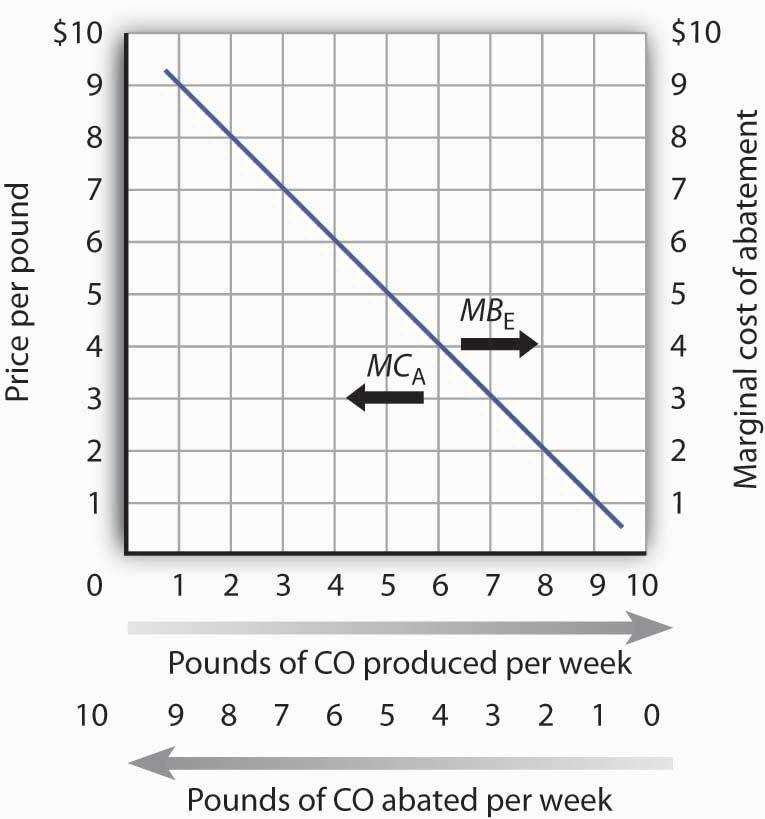 $10 $10
9 9
8 8
7 7
6 6
5 5
MBE
4 4
MCA
3 3
2 2
1 1
Price per pound
Marginal cost of abatement
0 1 2 3 4 5 6 7 8 9 10
Pounds of CO produced per week
10 9 8 7 6 5 4 3 2 1 0
Pounds of CO abated per week